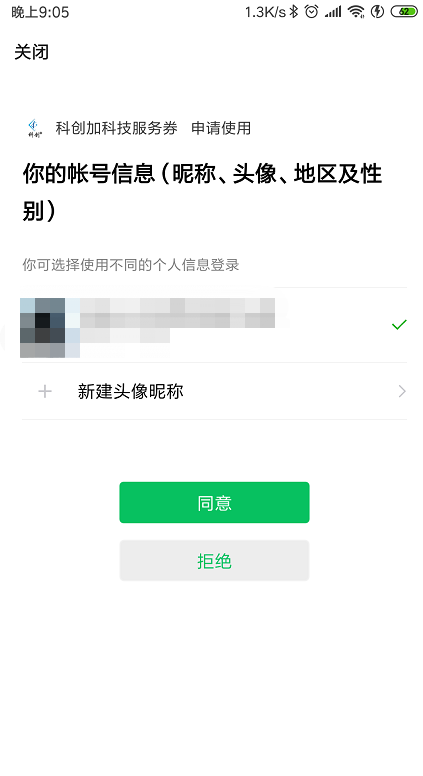 晚上9:05
1.3K/s
62
关闭
科创加科技服务券 申请使用
你的帐号信息（昵称、头像、地区及性
别）
你可选择使用不同的个人信息登录
新建头像昵称
同意
拒绝